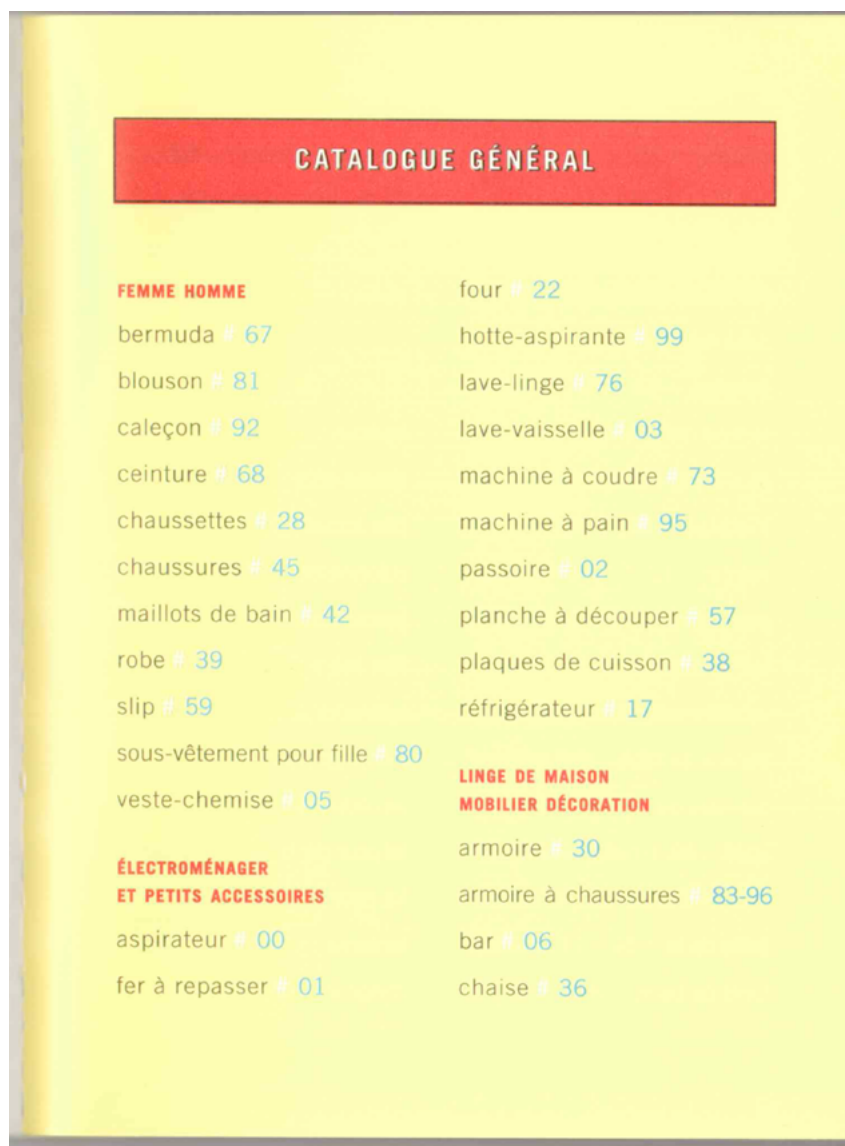 CATALOGUE GÉNÉRAL
FEMME HOMME
bermuda # 67
blouson # 81
caleçon # 92
ceinture # 68
chaussettes # 28
chaussures # 45
maillots de bain # 42
robe # 39
slip # 59
sous-vêtement pour fille # 80
veste-chemise # 05
ÉLECTROMÉNAGER
ET PETITS ACCESSOIRES
aspirateur # 00
fer à repasser # 01
four # 22
hotte-aspirante # 99
lave-linge # 76
lave-vaisselle # 03
machine à coudre # 73
machine à pain # 95
passoire # 02
planche à découper # 57
plaques de cuisson # 38
réfrigérateur # 17
LINGE DE MAISON
MOBILIER DÉCORATION
armoire # 30
armoire à chaussures # 83-96
bar # 06
chaise # 36